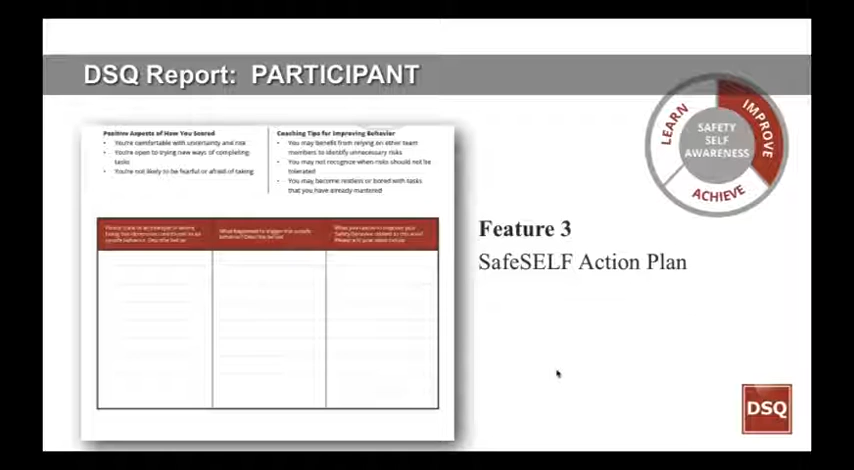 DSQ Report: PARTICIPANT
Positive Aspects of How You Scored
• You're comfortable with uncertainty and risk
• You're open to trying new ways of completing
tasks
• You're not likely to be fearful or afraid of taking
Coaching Tips for Improving Behavior
• You may benefit from relying on other team
members to identify unnecessary risks
• You may not recognize when risks should not be
tolerated
• You may become restless or bored with tasks
that you have already mastered
LEARN
IMPROVE
ACHIEVE
SAFETY
SELF
AWARENESS
Feature 3
SafeSELF Action Plan
DSQ